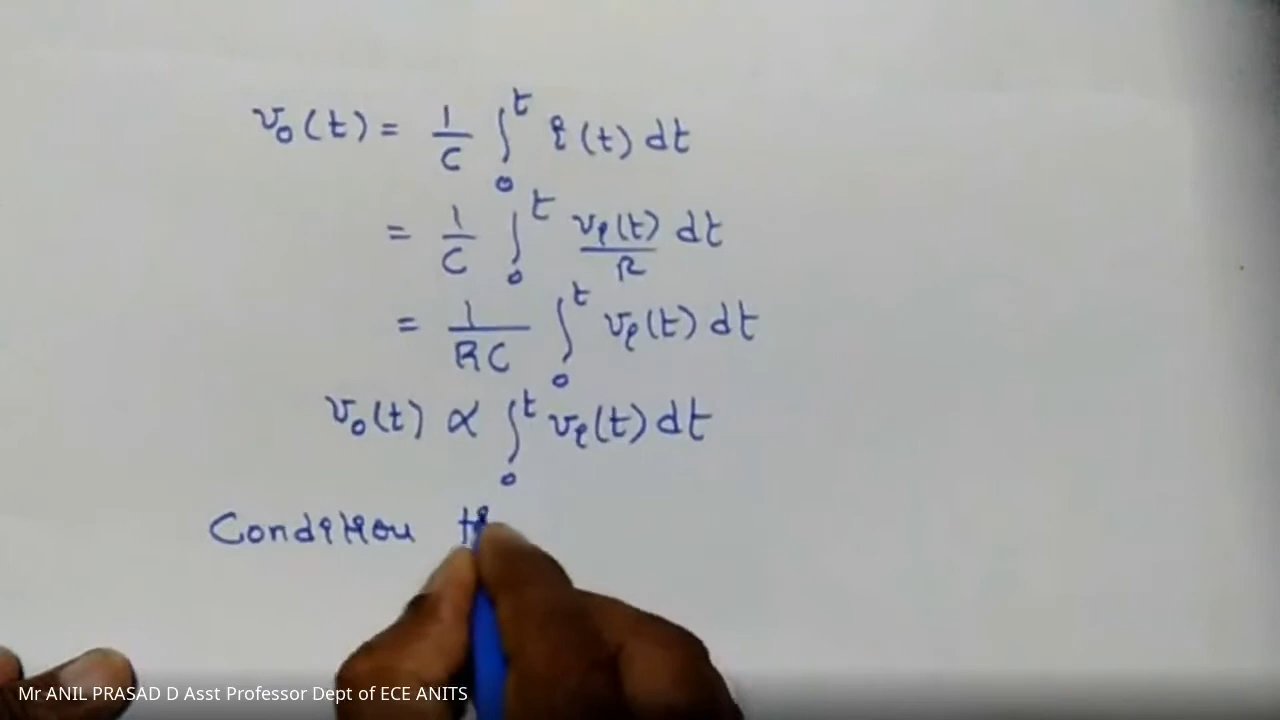 v₀(t) = 1/C ∫₀ᵗ i(t) dt
= 1/C ∫₀ᵗ vᵢ(t)/R dt
= 1/RC ∫₀ᵗ vᵢ(t) dt
v₀(t) ∝ ∫₀ᵗ vᵢ(t) dt
Condition
Mr ANIL PRASAD D Asst Professor Dept of ECE ANITS